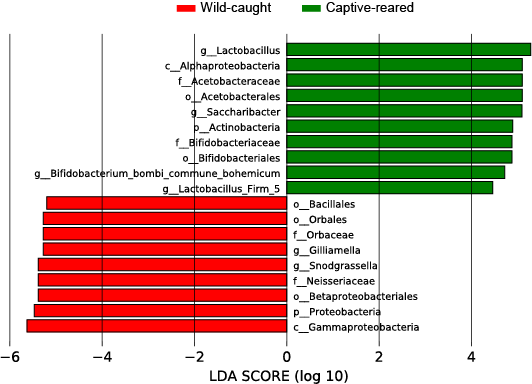 Wild-caught Captive-reared
g__Lactobacillus
c__Alphaproteobacteria
f__Acetobacteraceae
o__Acetobacterales
g__Saccharibacter
p__Actinobacteria
f__Bifidobacteriaceae
o__Bifidobacteriales
g__Bifidobacterium_bombi_commune_bohemicum
g__Lactobacillus_Firm_5
o__Bacillales
o__Orbales
f__Orbaceae
g__Gilliamella
g__Snodgrassella
f__Neisseriaceae
o__Betaproteobacteriales
p__Proteobacteria
c__Gammaproteobacteria
−6 −4 −2 0 2 4
LDA SCORE (log 10)